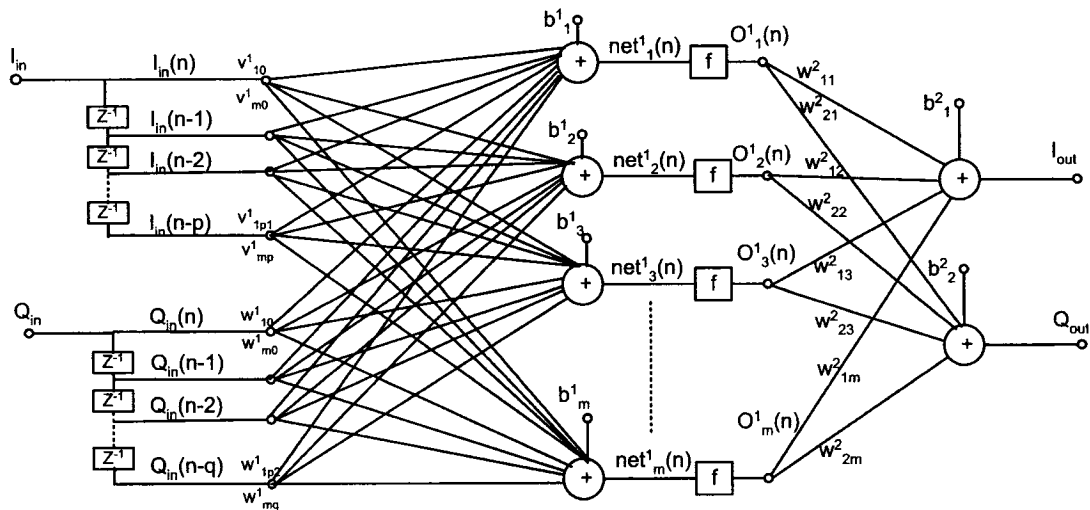 I_in
I_in(n)
v^1_10
v^1_m0
Z^-1
I_in(n-1)
Z^-1
I_in(n-2)
Z^-1
I_in(n-p)
v^1_1p1
v^1_mp
Q_in
Q_in(n)
w^1_10
w^1_m0
Z^-1
Q_in(n-1)
Z^-1
Q_in(n-2)
Z^-1
Q_in(n-q)
w^1_1p2
w^1_mq
b^1_1
+
net^1_1(n)
f
O^1_1(n)
b^1_2
+
net^1_2(n)
f
O^1_2(n)
b^1_3
+
net^1_3(n)
f
O^1_3(n)
b^1_m
+
net^1_m(n)
f
O^1_m(n)
w^2_11
w^2_21
w^2_12
w^2_22
w^2_13
w^2_23
w^2_1m
w^2_2m
b^2_1
+
I_out
b^2_2
+
Q_out